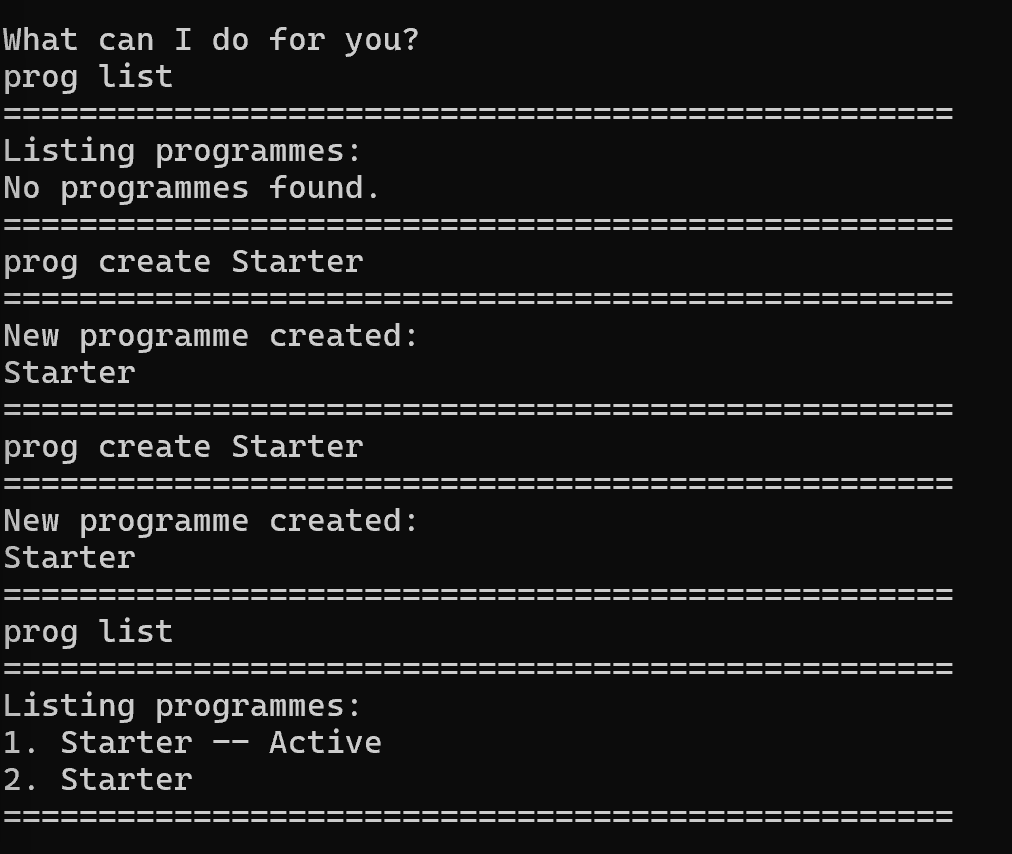 What can I do for you?
prog list
==================================================
Listing programmes:
No programmes found.
==================================================
prog create Starter
==================================================
New programme created:
Starter
==================================================
prog create Starter
==================================================
New programme created:
Starter
==================================================
prog list
==================================================
Listing programmes:
1. Starter -- Active
2. Starter
==================================================